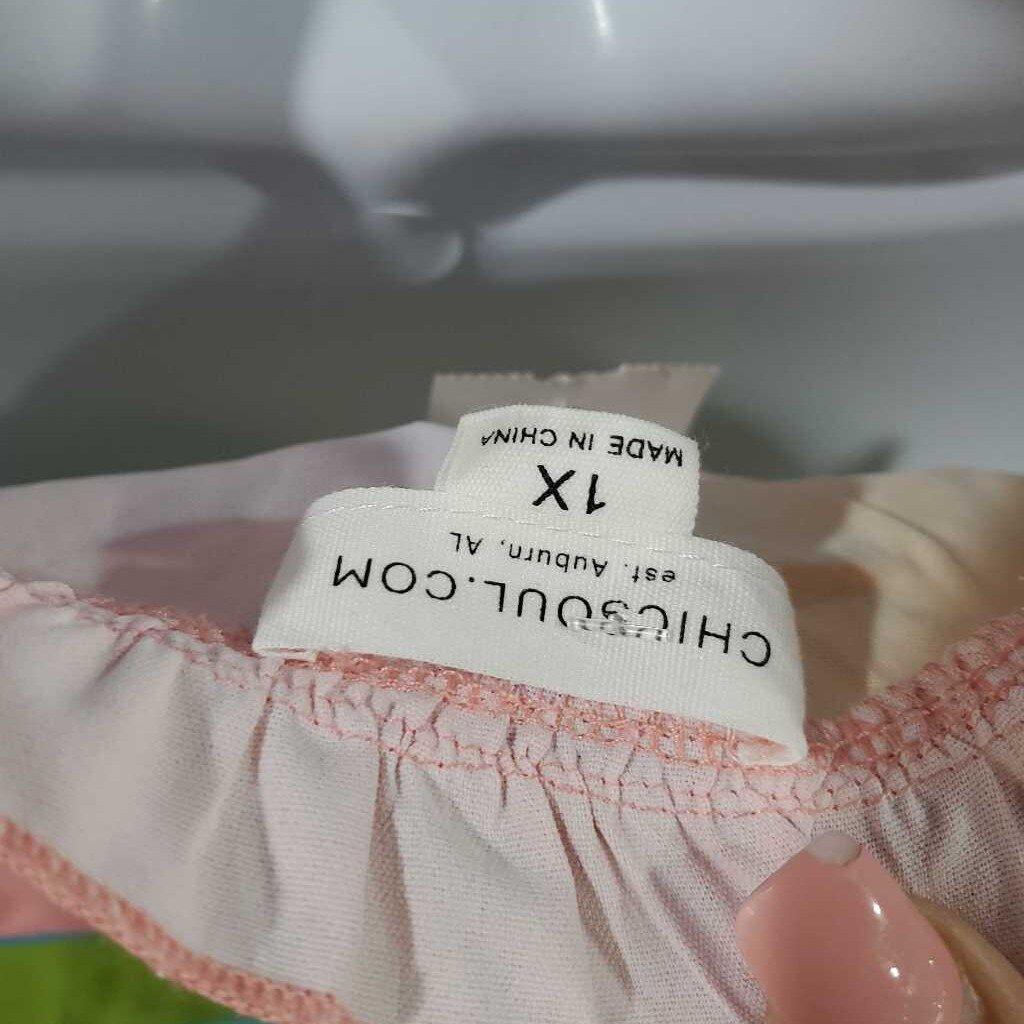 CHICSOUL.COM
est. Auburn, AL
1X
MADE IN CHINA